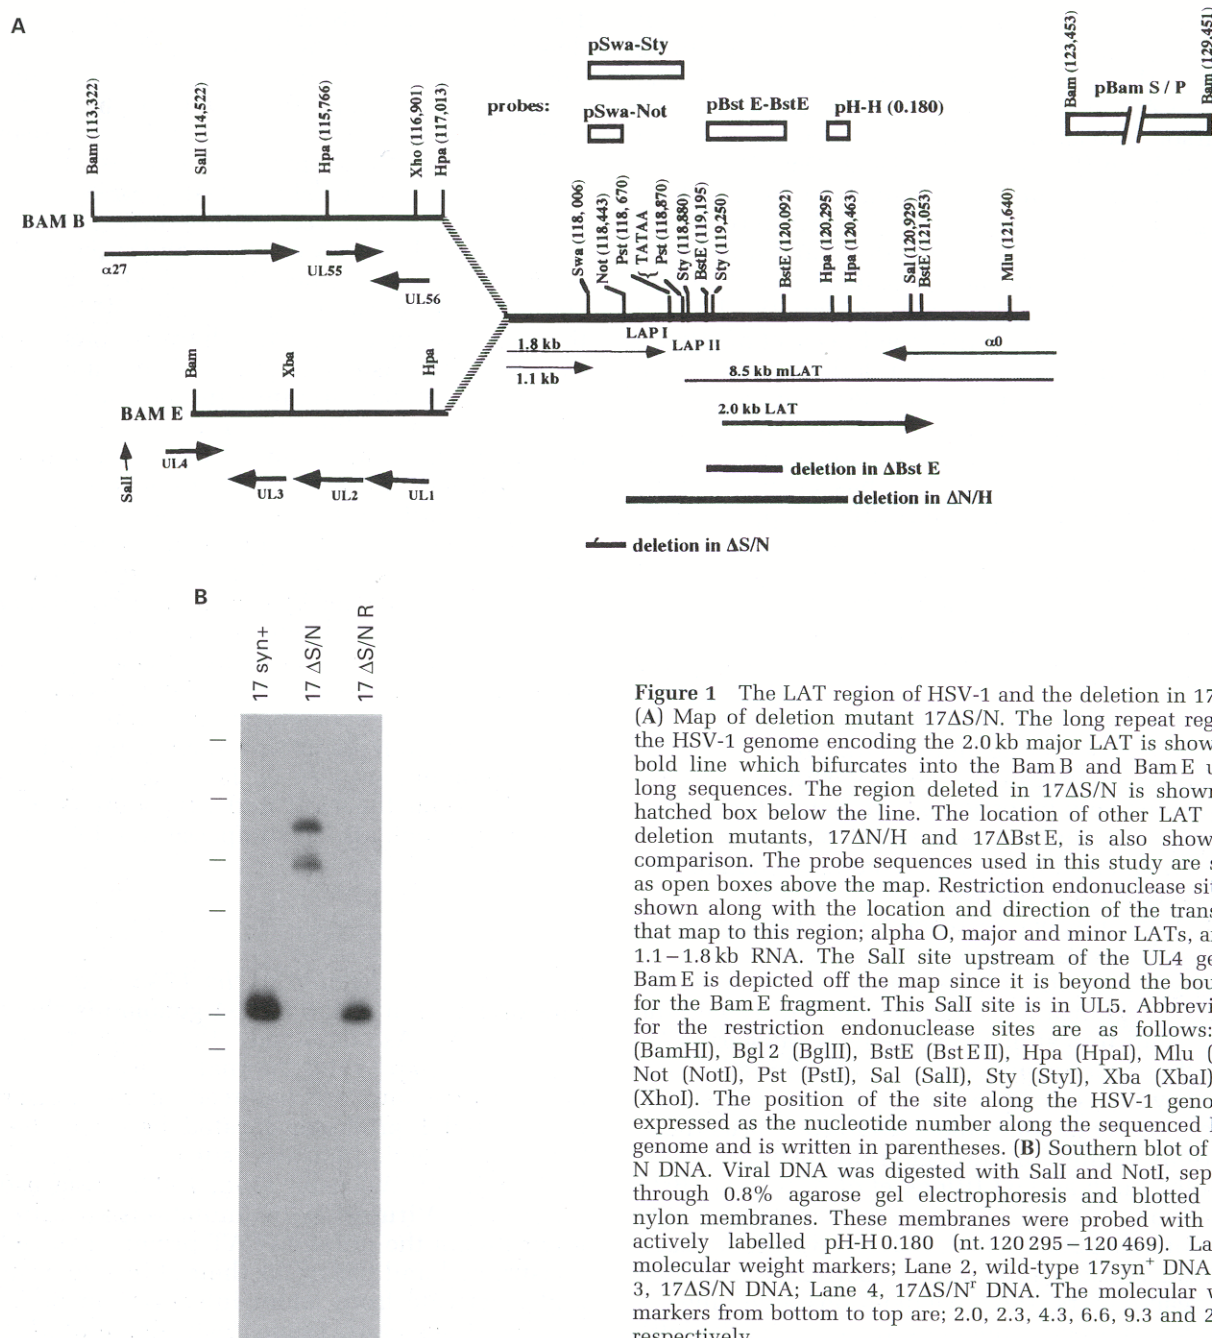 A
pSwa-Sty
probes:
pSwa-Not
pBst E-BstE
pH-H (0.180)
pBam S / P
Bam (123,453)
Bam (129,451)
Bam (113,322)
SalI (114,522)
Hpa (115,766)
Xho (116,901)
Hpa (117,013)
BAM B
α27
UL55
UL56
Swa (118, 006)
Not (118,443)
Pst (118, 670)
TATAA
Pst (118,870)
Sty (118,880)
BstE (119,195)
Sty (119,250)
BstE (120,092)
Hpa (120,295)
Hpa (120,463)
Sal (120,929)
BstE (121,053)
Mlu (121,640)
LAP I
LAP II
1.8 kb
1.1 kb
α0
8.5 kb mLAT
2.0 kb LAT
Bam
Xba
Hpa
BAM E
SalI
UL4
UL3
UL2
UL1
deletion in ΔBst E
deletion in ΔN/H
deletion in ΔS/N
B
17 syn+
17 ΔS/N
17 ΔS/N R
Figure 1 The LAT region of HSV-1 and the deletion in 17
(A) Map of deletion mutant 17ΔS/N. The long repeat reg
the HSV-1 genome encoding the 2.0 kb major LAT is show
bold line which bifurcates into the Bam B and Bam E u
long sequences. The region deleted in 17ΔS/N is shown
hatched box below the line. The location of other LAT
deletion mutants, 17ΔN/H and 17ΔBst E, is also show
comparison. The probe sequences used in this study are s
as open boxes above the map. Restriction endonuclease sit
shown along with the location and direction of the trans
that map to this region; alpha O, major and minor LATs, a
1.1–1.8 kb RNA. The SalI site upstream of the UL4 ge
Bam E is depicted off the map since it is beyond the bou
for the Bam E fragment. This SalI site is in UL5. Abbrevi
for the restriction endonuclease sites are as follows:
(BamHI), Bgl 2 (BglII), BstE (Bst E II), Hpa (HpaI), Mlu (
Not (NotI), Pst (PstI), Sal (SalI), Sty (StyI), Xba (XbaI)
(XhoI). The position of the site along the HSV-1 geno
expressed as the nucleotide number along the sequenced
genome and is written in parentheses. (B) Southern blot of
N DNA. Viral DNA was digested with SalI and NotI, sep
through 0.8% agarose gel electrophoresis and blotted
nylon membranes. These membranes were probed with
actively labelled pH-H 0.180 (nt. 120 295–120 469). La
molecular weight markers; Lane 2, wild-type 17syn⁺ DNA
3, 17ΔS/N DNA; Lane 4, 17ΔS/Nʳ DNA. The molecular w
markers from bottom to top are; 2.0, 2.3, 4.3, 6.6, 9.3 and 2
respectively